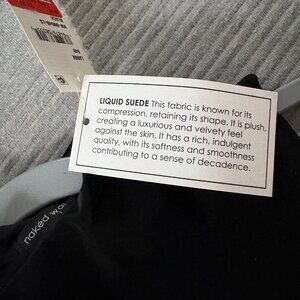 LIQUID SUEDE This fabric is known for its
compression, retaining its shape. It is plush,
creating a luxurious and velvety feel
against the skin. It has a rich, indulgent
quality, with its softness and smoothness
contributing to a sense of decadence.
naked